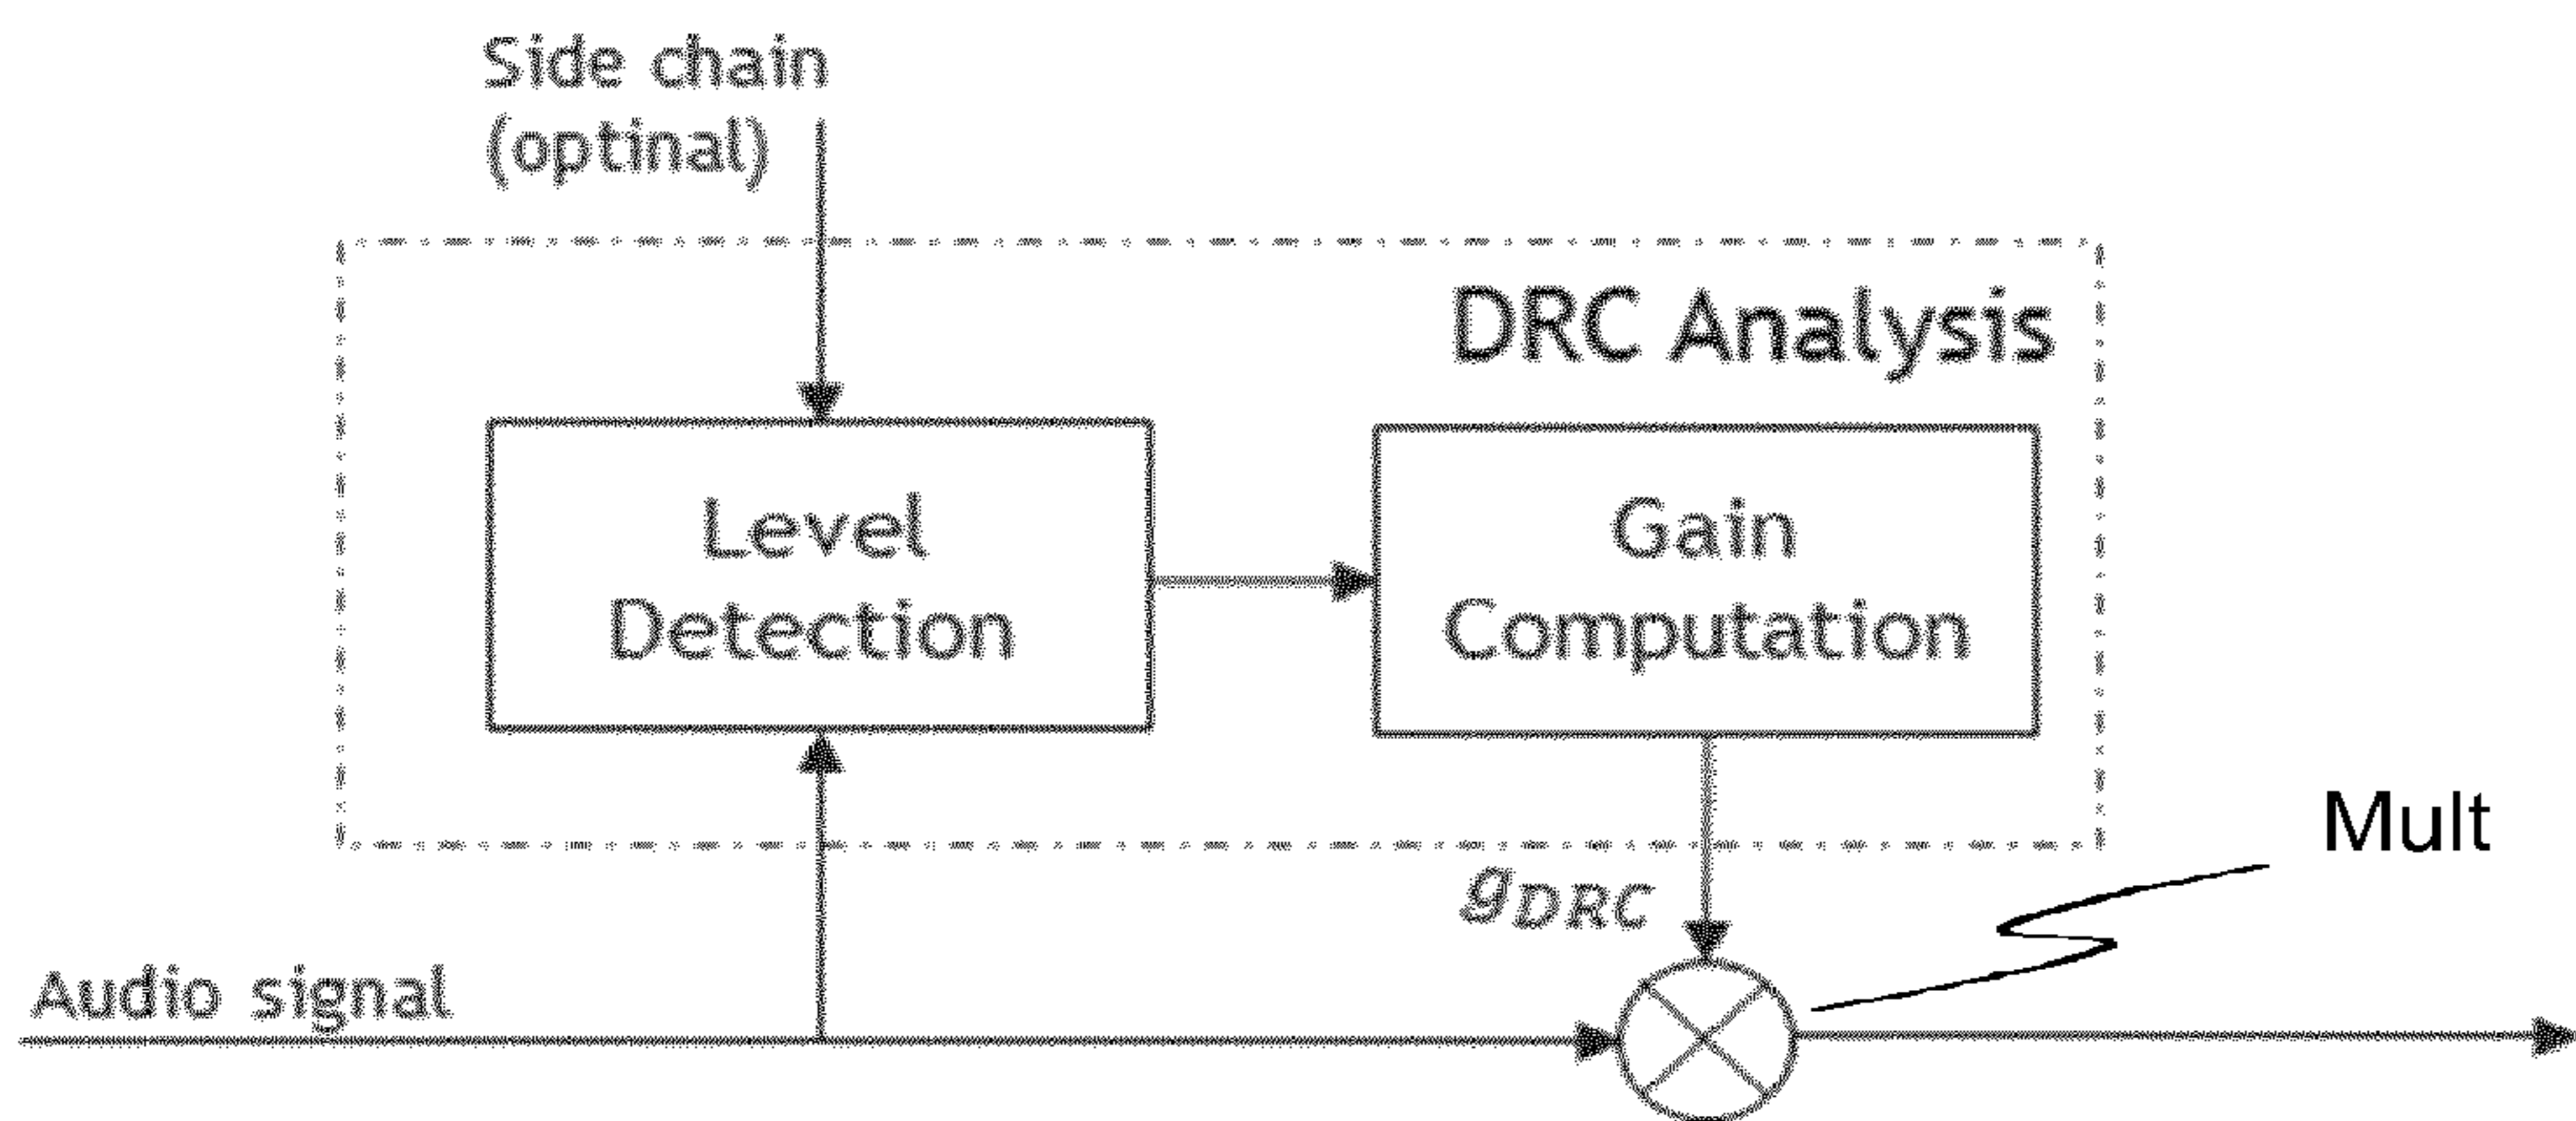 Side chain
(optinal)
DRC Analysis
Level
Detection
Gain
Computation
Mult
gDRC
Audio signal